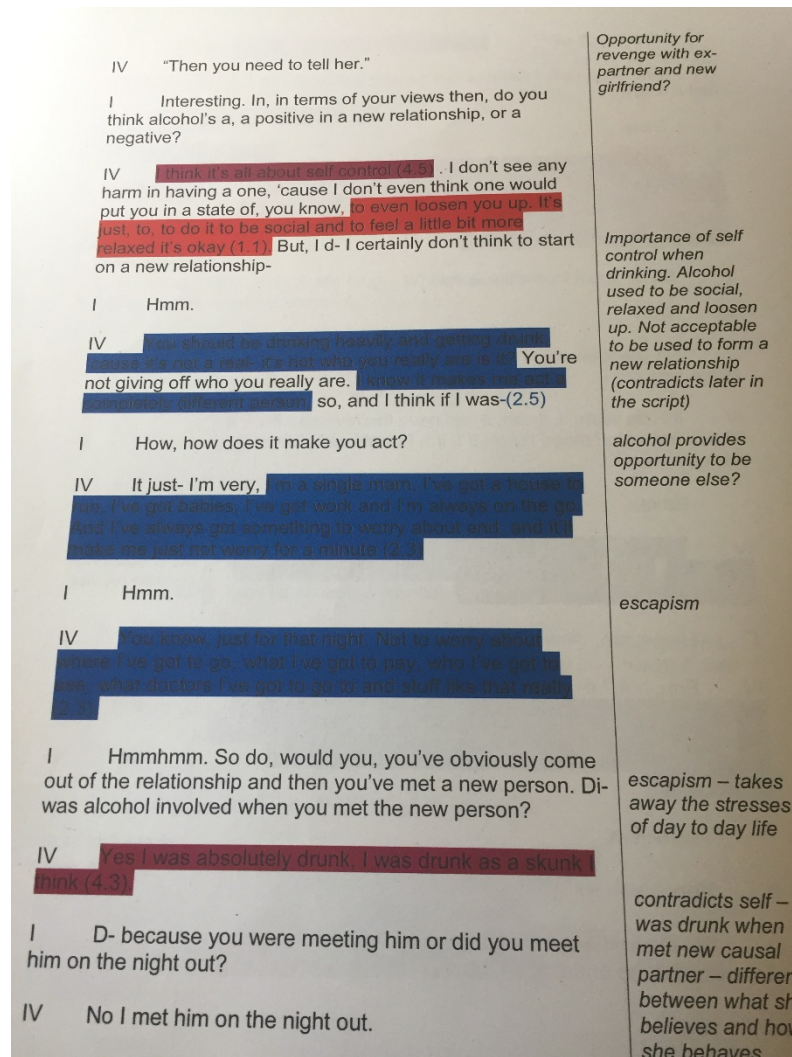 IV "Then you need to tell her."
I Interesting. In, in terms of your views then, do you
think alcohol's a, a positive in a new relationship, or a
negative?
IV I think it's all about self control (4.5) . I don't see any
harm in having a one, 'cause I don't even think one would
put you in a state of, you know, to even loosen you up. It's
just, to, to do it to be social and to feel a little bit more
relaxed it's okay (1.1). But, I d- I certainly don't think to start
on a new relationship-
I Hmm.
IV You should be drinking heavily and getting drunk,
'cause it's not a real- it's not who you really are is it? You're
not giving off who you really are. I know it makes me act a
completely different person, so, and I think if I was-(2.5)
I How, how does it make you act?
IV It just- I'm very, I'm a single mam, I've got a house to
run, I've got babies, I've got work and I'm always on the go.
And I've always got something to worry about and, and it'll
make me just not worry for a minute (2.3)
I Hmm.
IV You know, just for that night. Not to worry about
where I've got to go, what I've got to pay, who I've got to
see, what doctors I've got to go to and stuff like that really
I Hmmhmm. So do, would you, you've obviously come
out of the relationship and then you've met a new person. Di-
was alcohol involved when you met the new person?
IV Yes I was absolutely drunk, I was drunk as a skunk I
think (4.3).
I D- because you were meeting him or did you meet
him on the night out?
IV No I met him on the night out.
Opportunity for
revenge with ex-
partner and new
girlfriend?
Importance of self
control when
drinking. Alcohol
used to be social,
relaxed and loosen
up. Not acceptable
to be used to form a
new relationship
(contradicts later in
the script)
alcohol provides
opportunity to be
someone else?
escapism
escapism – takes
away the stresses
of day to day life
contradicts self –
was drunk when
met new causal
partner – differen
between what sh
believes and how
she behaves